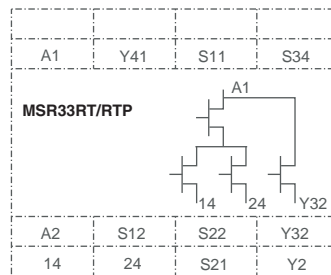 A1 Y41 S11 S34
A1
MSR33RT/RTP
14 24 Y32
A2 S12 S22 Y32
14 24 S21 Y2